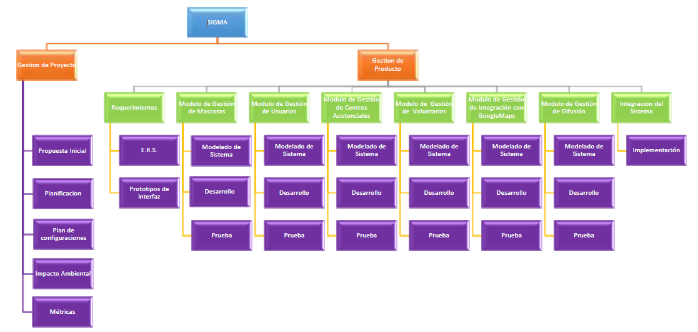 SIGMA
Gestion de Proyecto
Gestion de
Producto
Requerimientos
Modulo de Gestión
de Mascotas
Modulo de Gestión
de Usuarios
Modulo de Gestión
de Centros
Asistenciales
Modulo de Gestión
de Voluntarios
Modulo de Gestión
de Integración con
GoogleMaps
Modulo de Gestión
de Difusión
Integracion del
Sistema
Propuesta Inicial
E.R.S.
Modelado de
Sistema
Modelado de
Sistema
Modelado de
Sistema
Modelado de
Sistema
Modelado de
Sistema
Modelado de
Sistema
Implementación
Planificacion
Prototipos de
interfaz
Desarrollo
Desarrollo
Desarrollo
Desarrollo
Desarrollo
Desarrollo
Plan de
configuraciones
Prueba
Prueba
Prueba
Prueba
Prueba
Prueba
Impacto Ambiental
Métricas